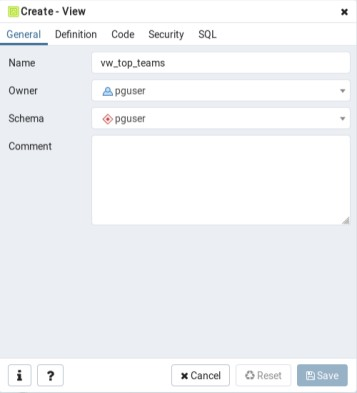 Create - View
General Definition Code Security SQL
Name vw_top_teams
Owner pguser
Schema pguser
Comment
i ? Cancel Reset Save